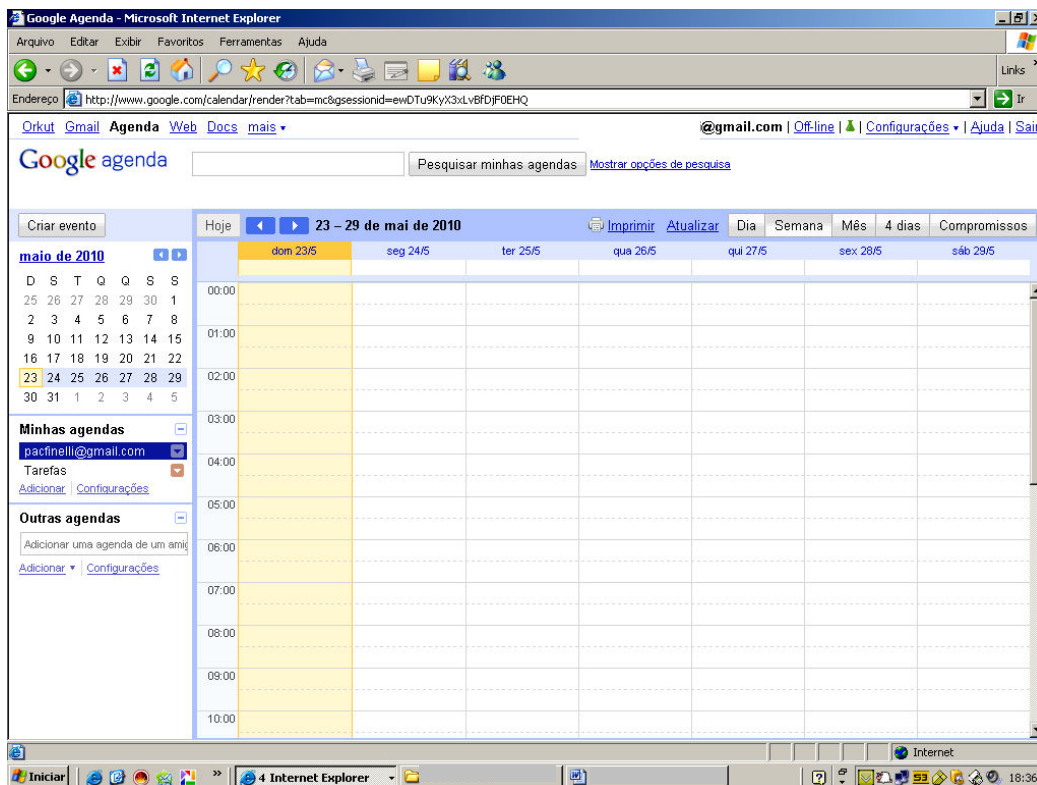 Google Agenda - Microsoft Internet Explorer
Arquivo Editar Exibir Favoritos Ferramentas Ajuda
Links
Endereço http://www.google.com/calendar/render?tab=mc&gsessionid=ewDTu9KyX3xLvBfDjF0EHQ Ir
Orkut Gmail Agenda Web Docs mais @gmail.com | Off-line | Configurações | Ajuda | Sair
Google agenda Pesquisar minhas agendas Mostrar opções de pesquisa
Criar evento Hoje 23 – 29 de mai de 2010 Imprimir Atualizar Dia Semana Mês 4 dias Compromissos
maio de 2010
D S T Q Q S S
25 26 27 28 29 30 1
2 3 4 5 6 7 8
9 10 11 12 13 14 15
16 17 18 19 20 21 22
23 24 25 26 27 28 29
30 31 1 2 3 4 5
Minhas agendas
pacfinelli@gmail.com
Tarefas
Adicionar Configurações
Outras agendas
Adicionar uma agenda de um amig
Adicionar Configurações
dom 23/5 seg 24/5 ter 25/5 qua 26/5 qui 27/5 sex 28/5 sáb 29/5
00:00
01:00
02:00
03:00
04:00
05:00
06:00
07:00
08:00
09:00
10:00
Internet
Iniciar » 4 Internet Explorer 53 18:36